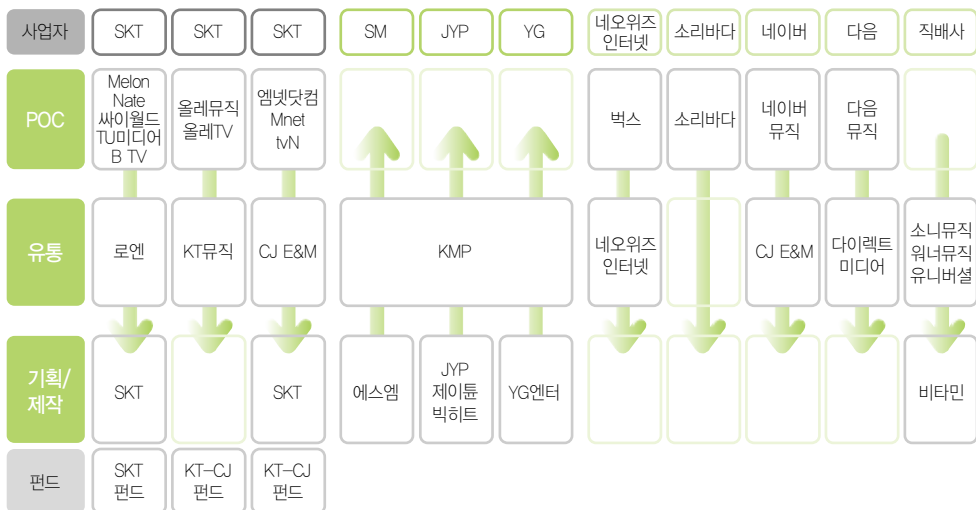 사업자
SKT
SKT
SKT
SM
JYP
YG
네오위즈
인터넷
소리바다
네이버
다음
직배사
POC
Melon
Nate
싸이월드
TU미디어
B TV
올레뮤직
올레TV
엠넷닷컴
Mnet
tvN
벅스
소리바다
네이버
뮤직
다음
뮤직
유통
로엔
KT뮤직
CJ E&M
KMP
네오위즈
인터넷
CJ E&M
다이렉트
미디어
소니뮤직
워너뮤직
유니버셜
기획/
제작
SKT
SKT
에스엠
JYP
제이튠
빅히트
YG엔터
비타민
펀드
SKT
펀드
KT-CJ
펀드
KT-CJ
펀드